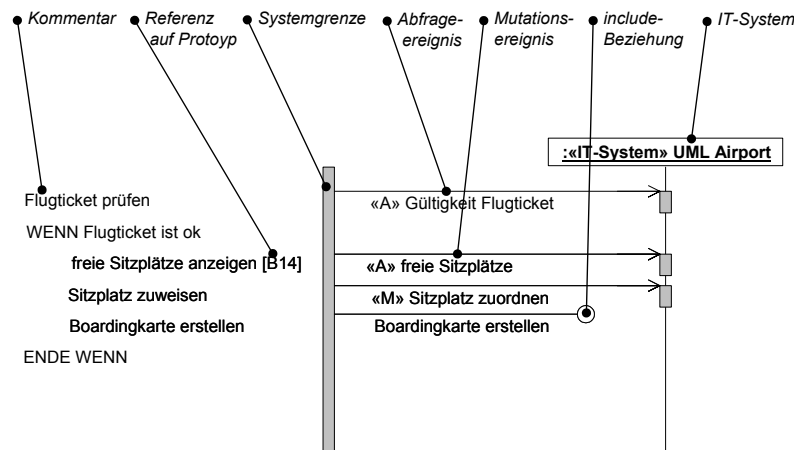 Kommentar
Referenz
auf Protoyp
Systemgrenze
Abfrage-
ereignis
Mutations-
ereignis
include-
Beziehung
IT-System
:«IT-System» UML Airport
Flugticket prüfen
«A» Gültigkeit Flugticket
WENN Flugticket ist ok
freie Sitzplätze anzeigen [B14]
«A» freie Sitzplätze
Sitzplatz zuweisen
«M» Sitzplatz zuordnen
Boardingkarte erstellen
Boardingkarte erstellen
ENDE WENN